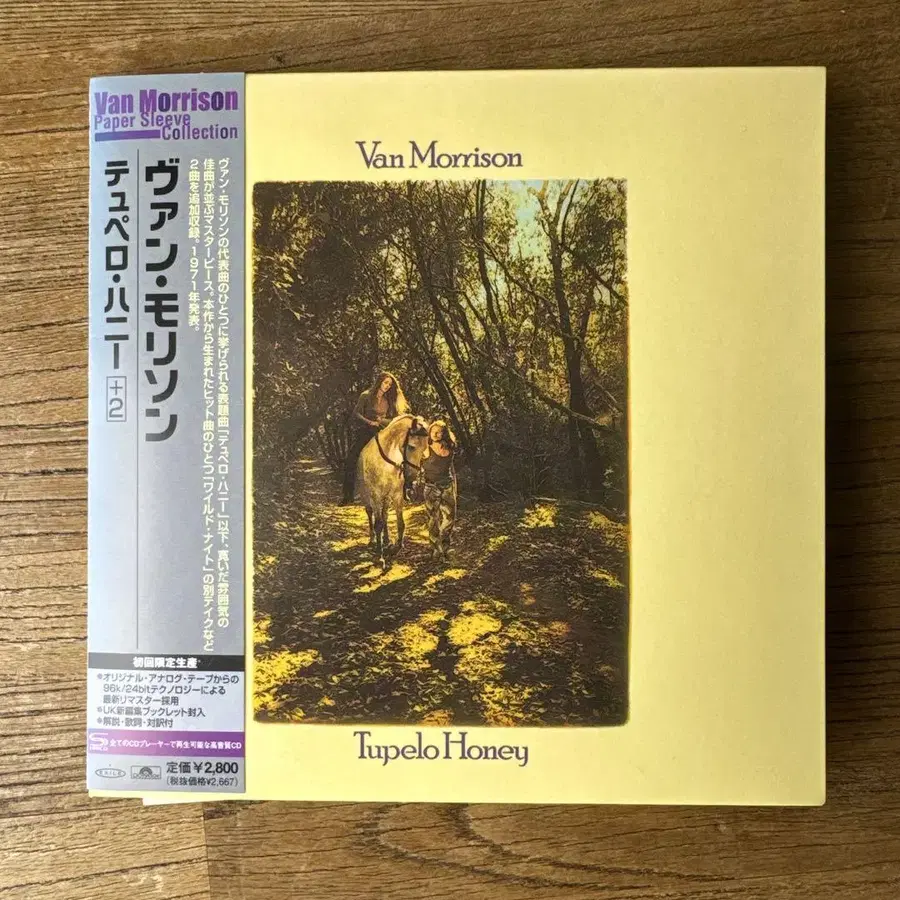 Van Morrison
Paper Sleeve
Collection
ヴァン・モリソン
テュペロ・ハニー +2
ヴァン・モリソンの代表曲のひとつに挙げられる表題曲「テュペロ・ハニー」以下、寛いだ雰囲気の
佳曲が並ぶマスターピース。本作から生まれたヒット曲のひとつ「ワイルド・ナイト」の別テイクなど
2曲を追加収録。1971年発表。
初回限定生産*
●オリジナル・アナログ・テープからの
96k/24bitテクノロジーによる
最新リマスター採用
●UK新編集ブックレット封入
●解説・歌詞・対訳付
全てのCDプレーヤーで再生可能な高音質CD
EXILE
定価¥2,800
(税抜価格¥2,667)
Van Morrison
Tupelo Honey